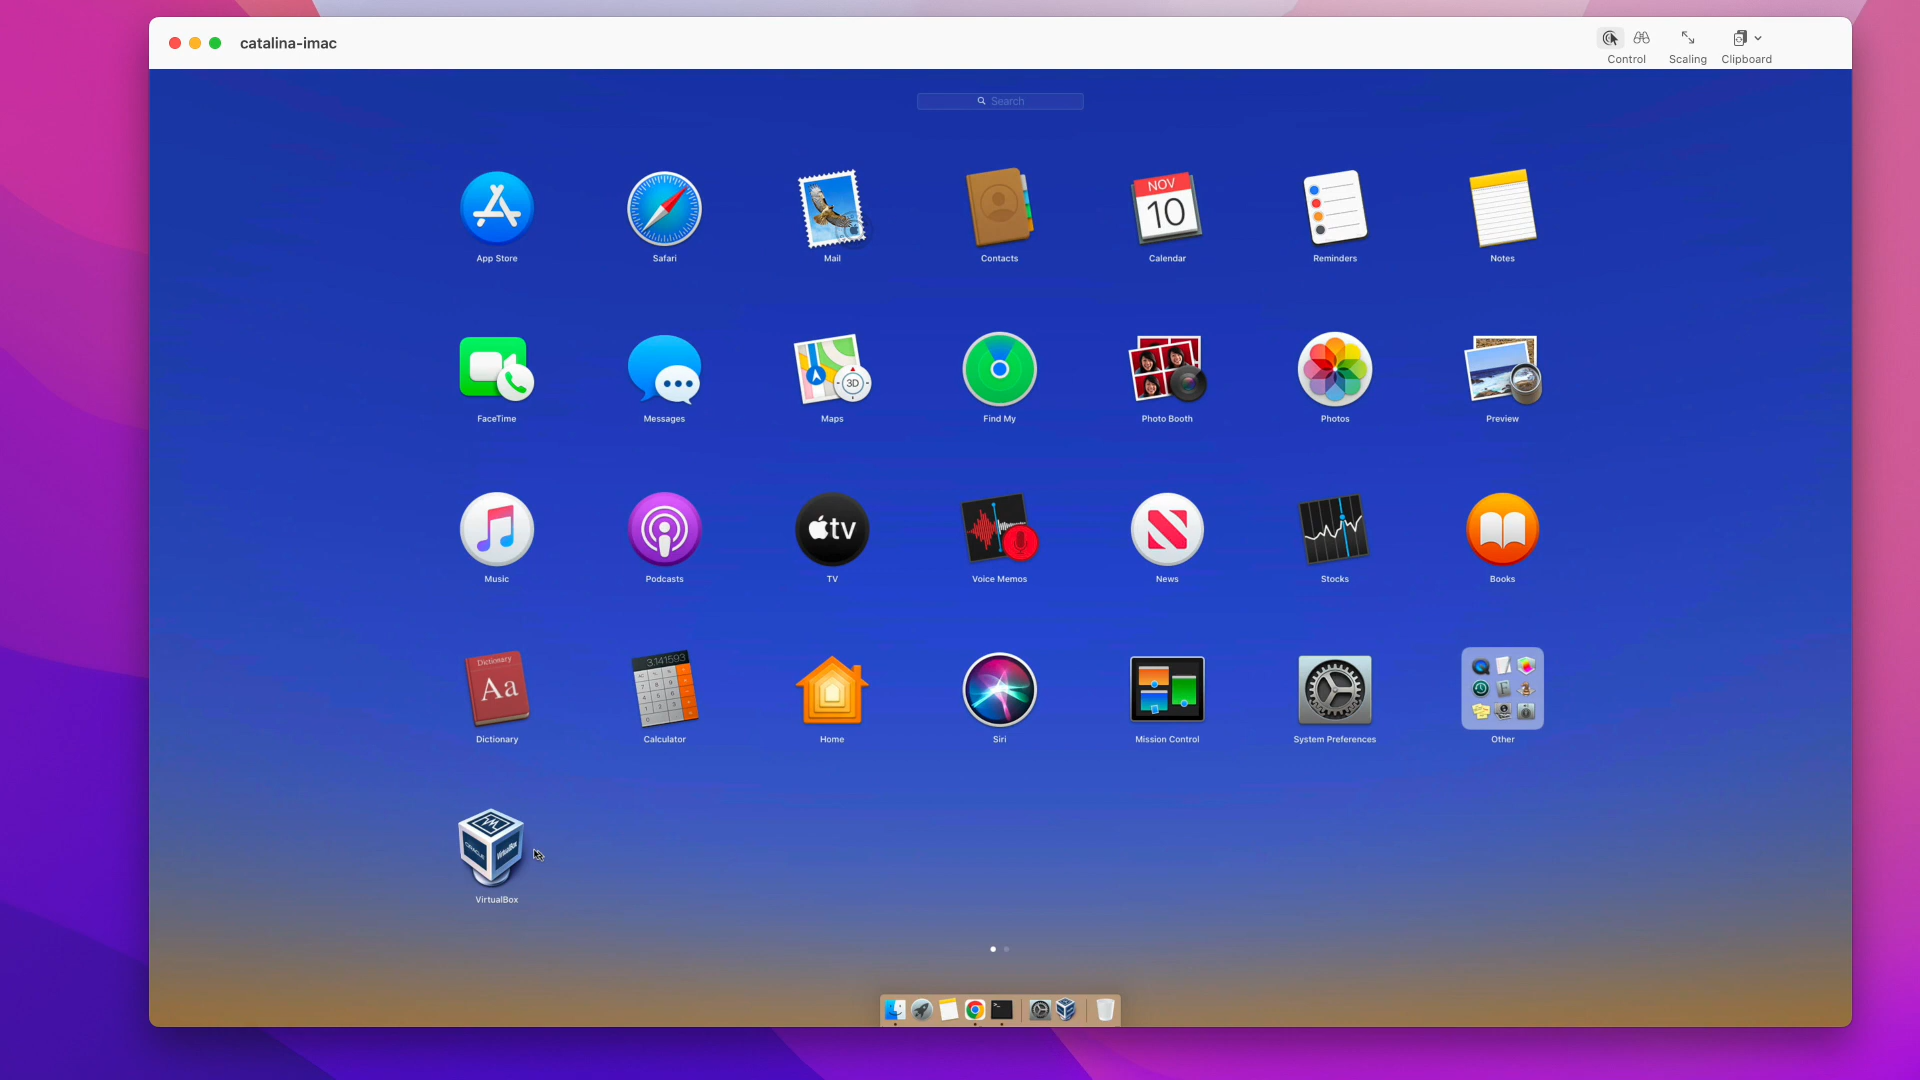 catalina-imac
Control
Scaling
Clipboard
Search
NOV
10
App Store
Safari
Mail
Contacts
Calendar
Reminders
Notes
3D
FaceTime
Messages
Maps
Find My
Photo Booth
Photos
Preview
tv
Music
Podcasts
TV
Voice Memos
News
Stocks
Books
Dictionary
Aa
3.141593
Dictionary
Calculator
Home
Siri
Mission Control
System Preferences
Other
ORACLE
VirtualBox
VirtualBox